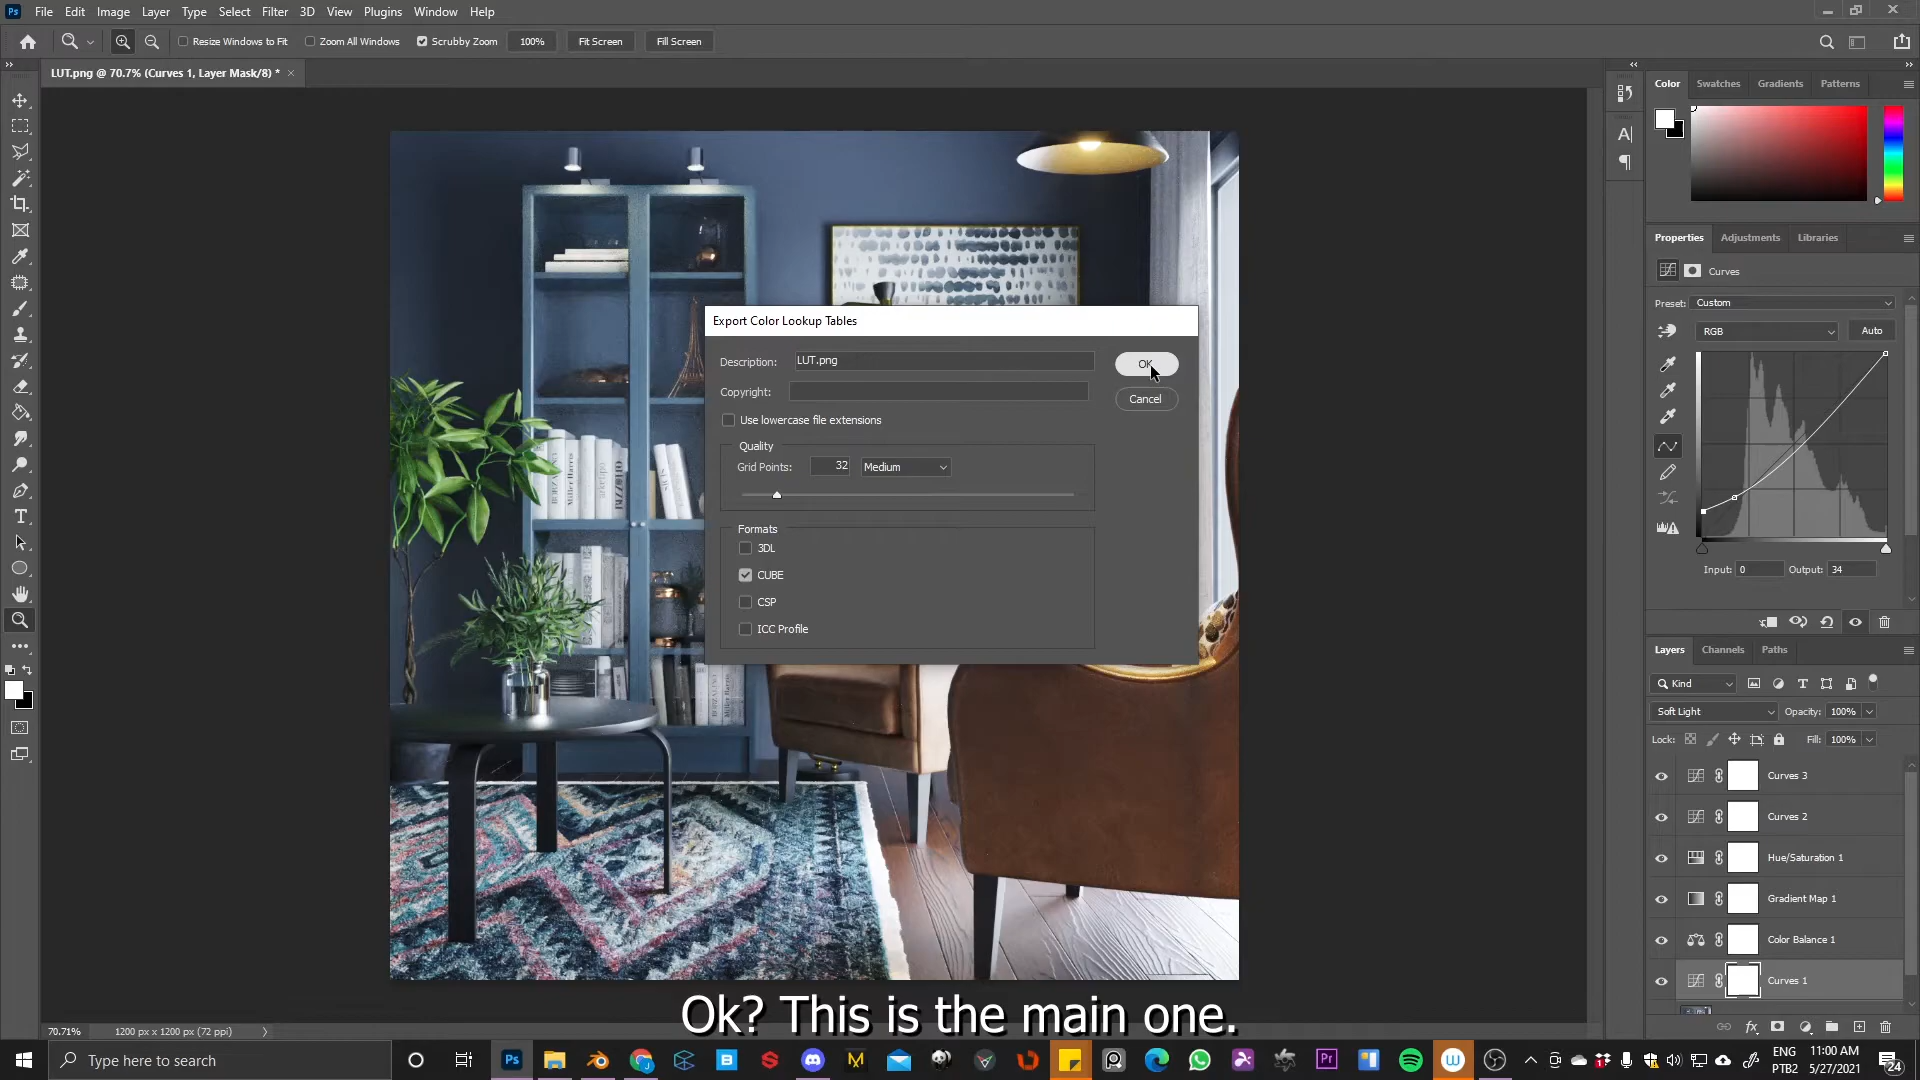 Ps File Edit Image Layer Type Select Filter 3D View Plugins Window Help
Resize Windows to Fit Zoom All Windows Scrubby Zoom 100% Fit Screen Fill Screen
LUT.png @ 70.7% (Curves 1, Layer Mask/8) *
Color Swatches Gradients Patterns
Properties Adjustments Libraries
Curves
Preset: Custom
RGB Auto
Input: 0 Output: 34
Layers Channels Paths
Kind
Soft Light Opacity: 100%
Lock: Fill: 100%
Curves 3
Curves 2
Hue/Saturation 1
Gradient Map 1
Color Balance 1
Curves 1
Export Color Lookup Tables
Description: LUT.png
OK
Copyright:
Cancel
Use lowercase file extensions
Quality
Grid Points: 32 Medium
Formats
3DL
CUBE
CSP
ICC Profile
Ok? This is the main one.
70.71% 1200 px x 1200 px (72 ppi)
Type here to search
ENG
PTB2
11:00 AM
5/27/2021
24